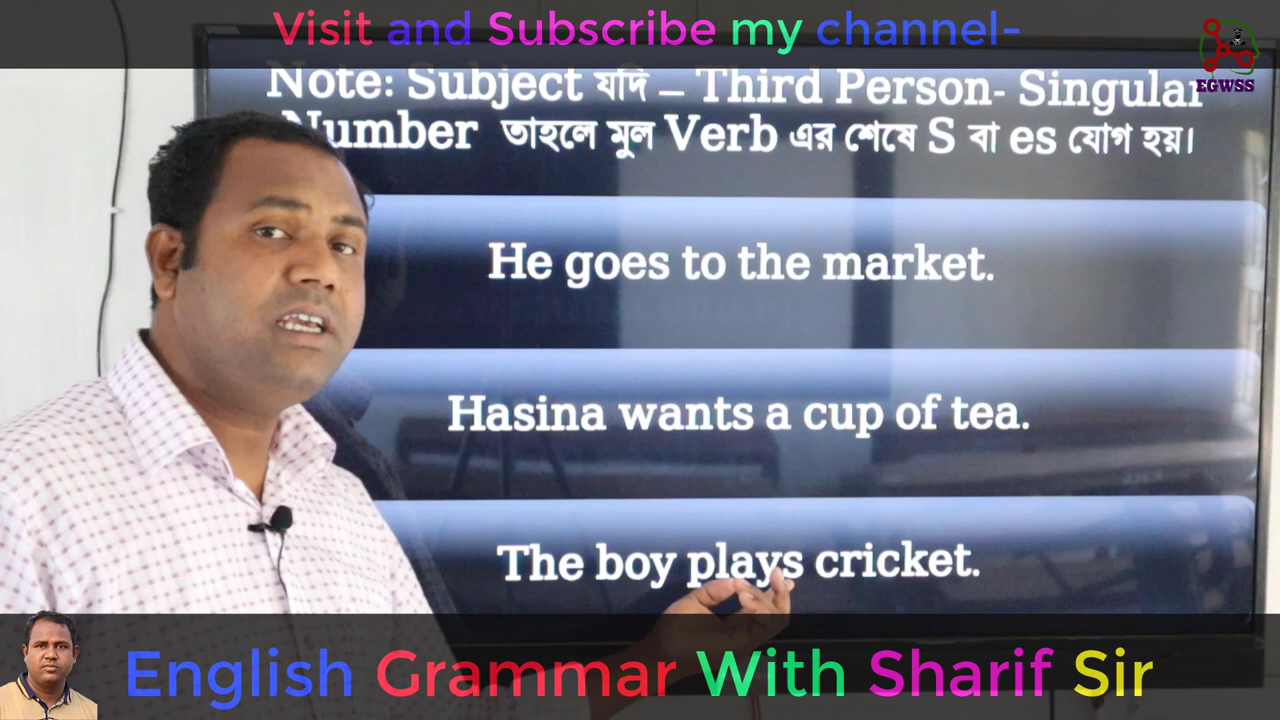 Visit and Subscribe my channel-
EGWSS
Note: Subject যদি – Third Person- Singular
Number তাহলে মুল Verb এর শেষে S বা es যোগ হয়।
He goes to the market.
Hasina wants a cup of tea.
The boy plays cricket.
English Grammar With Sharif Sir